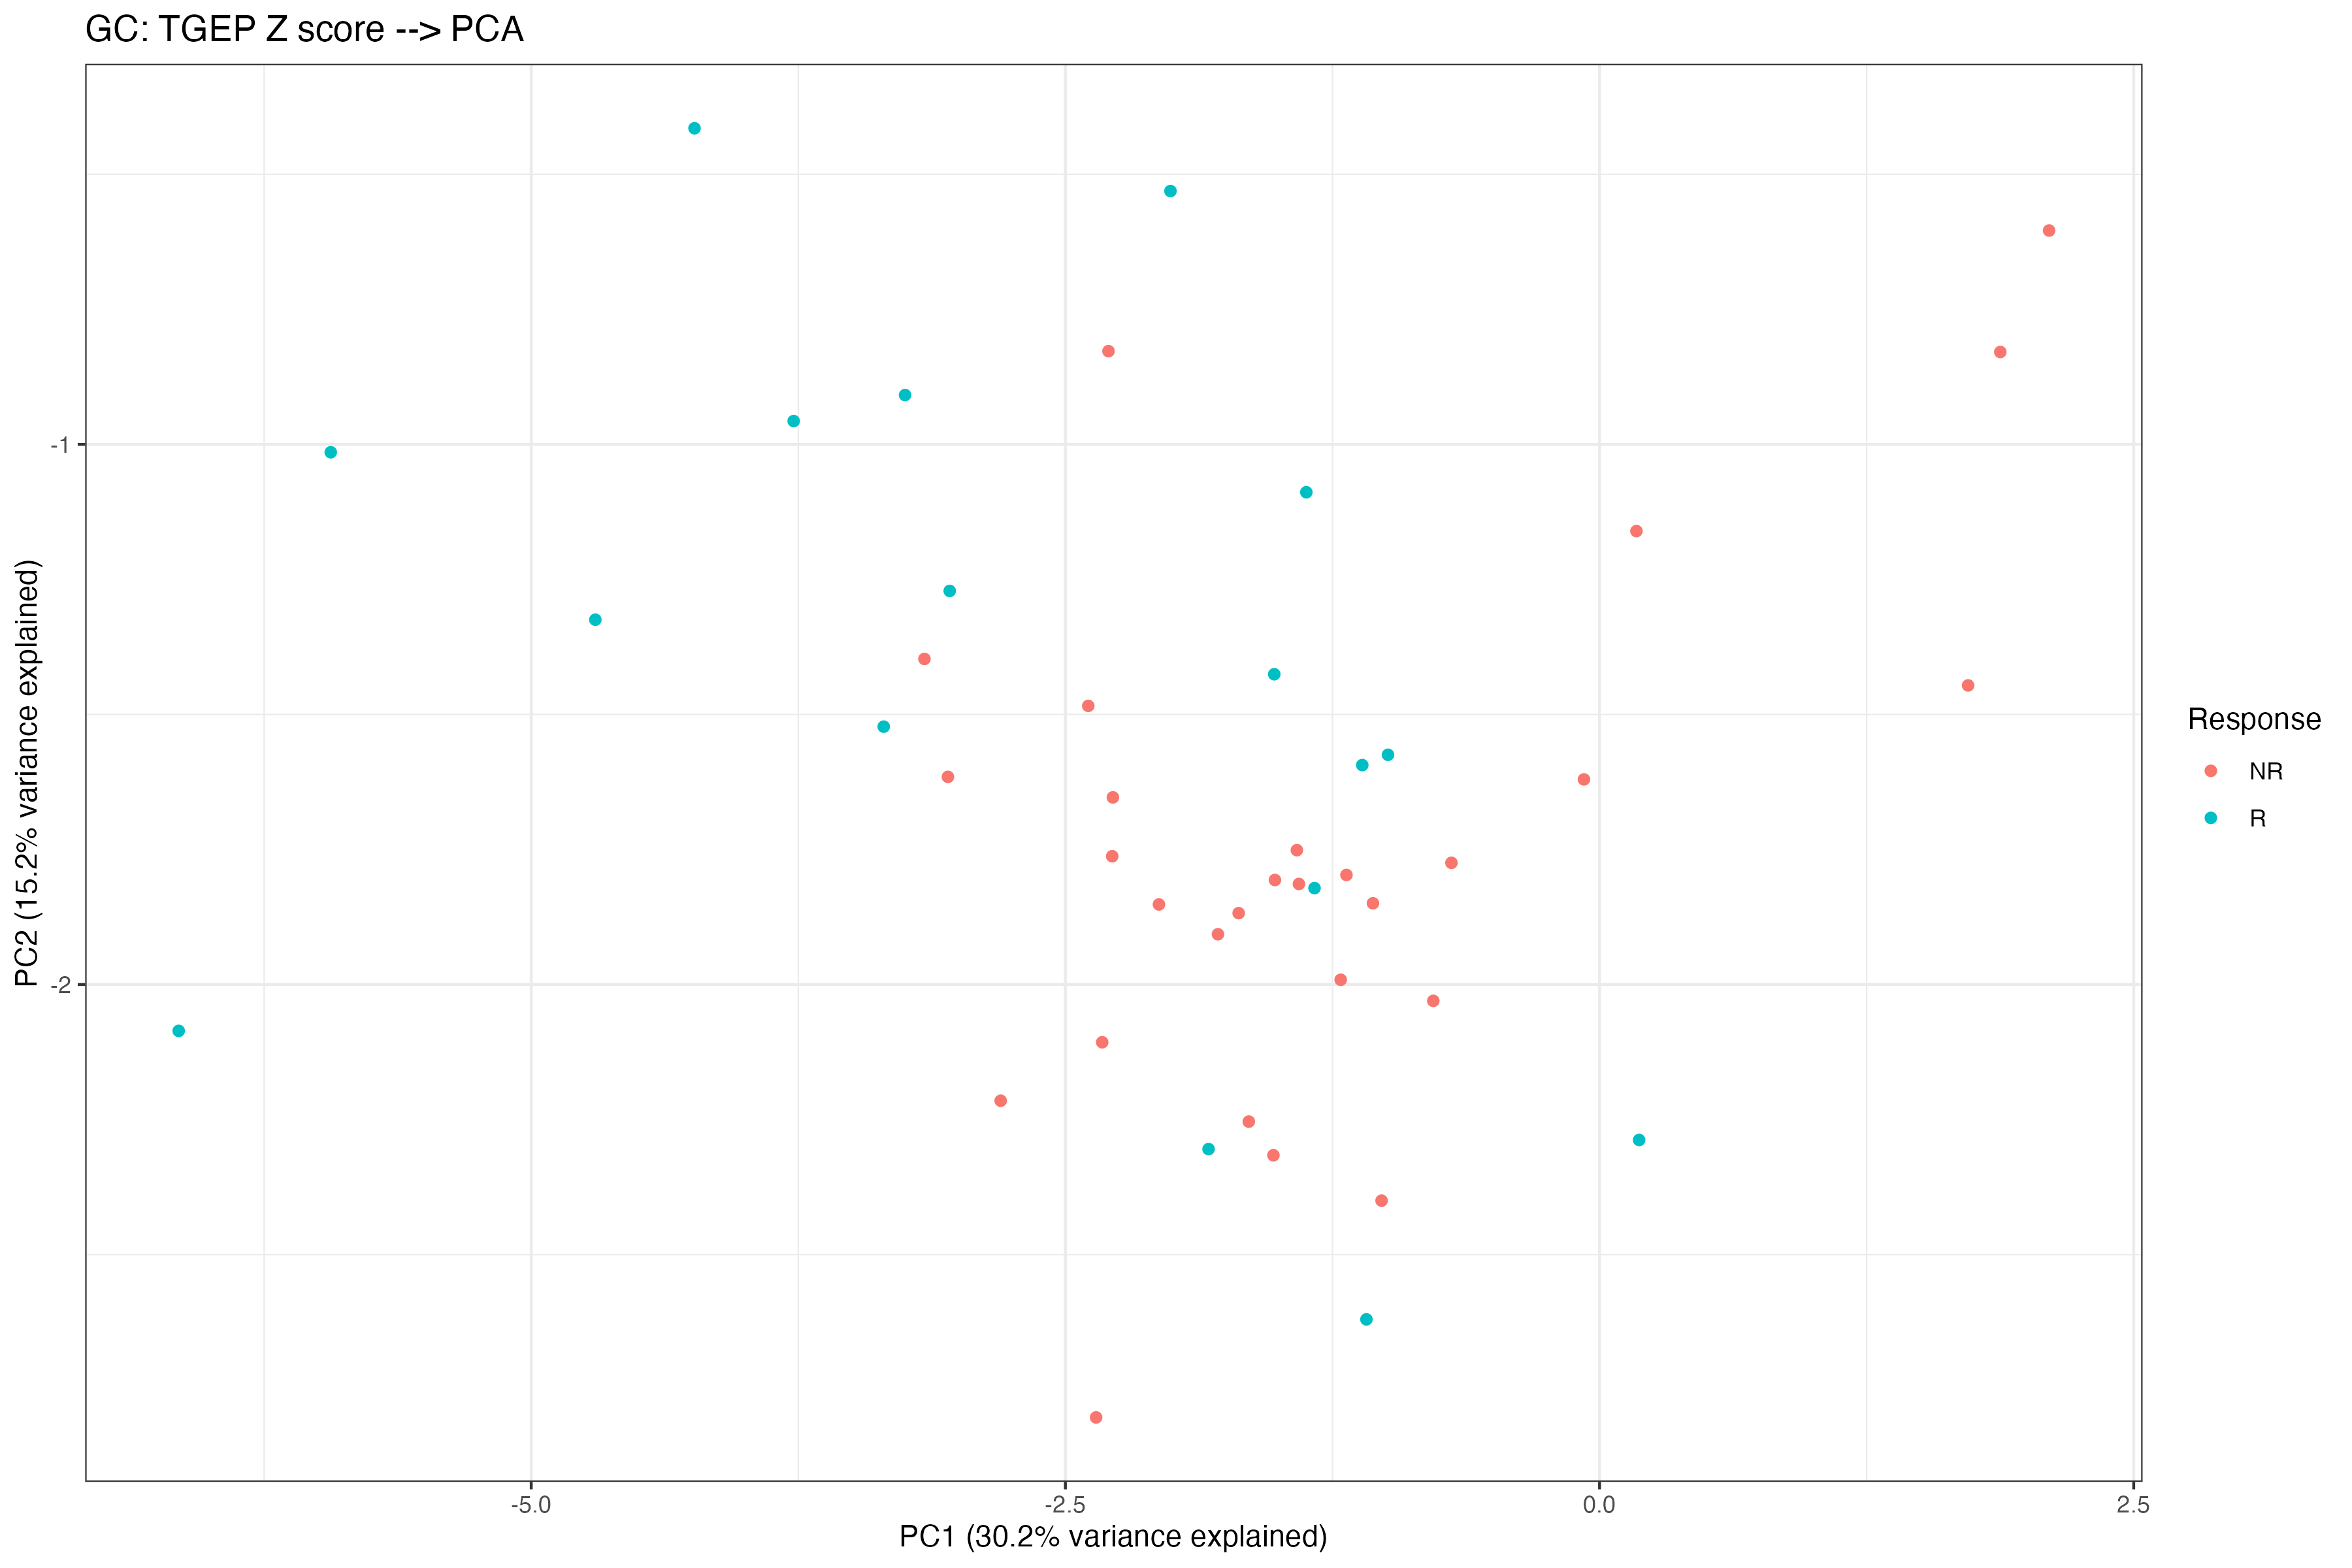 GC: TGEP Z score --> PCA
-1
-2
PC2 (15.2% variance explained)
-5.0
-2.5
0.0
2.5
PC1 (30.2% variance explained)
Response
NR
R